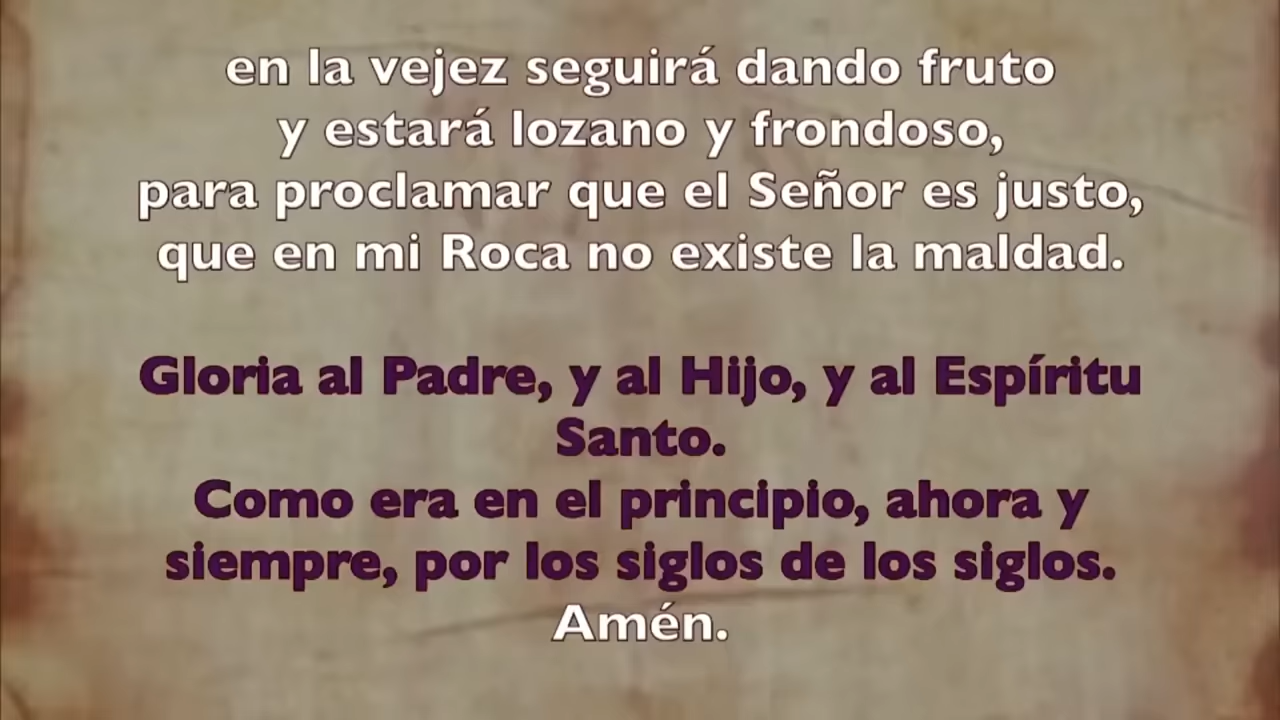 en la vejez seguirá dando fruto
y estará lozano y frondoso,
para proclamar que el Señor es justo,
que en mi Roca no existe la maldad.
Gloria al Padre, y al Hijo, y al Espíritu
Santo.
Como era en el principio, ahora y
siempre, por los siglos de los siglos.
Amén.